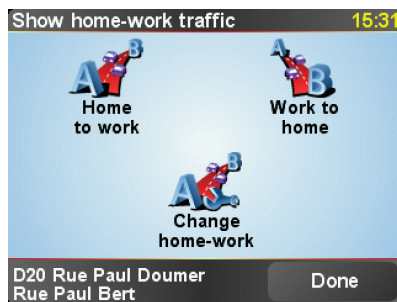 Show home-work traffic 15:31
A B
Home
to work
A B
Work to
home
A B
Change
home-work
D20 Rue Paul Doumer
Rue Paul Bert
Done